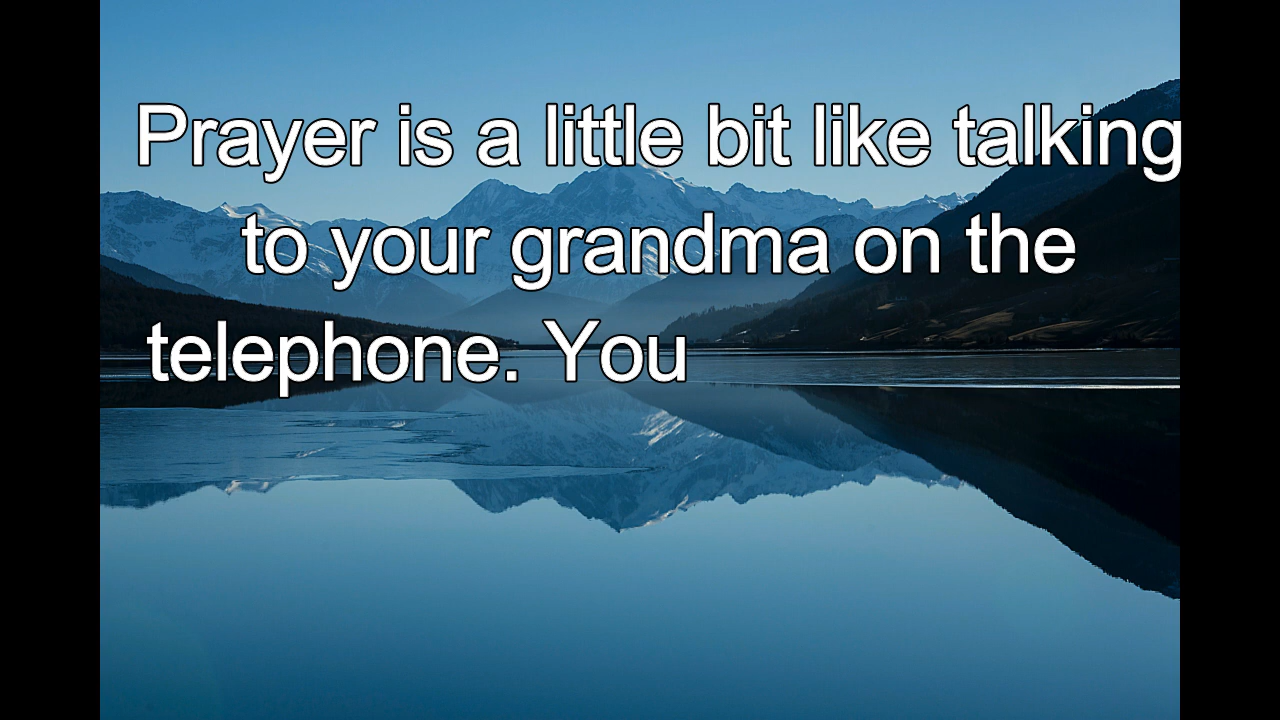 Prayer is a little bit like talking
to your grandma on the
telephone. You